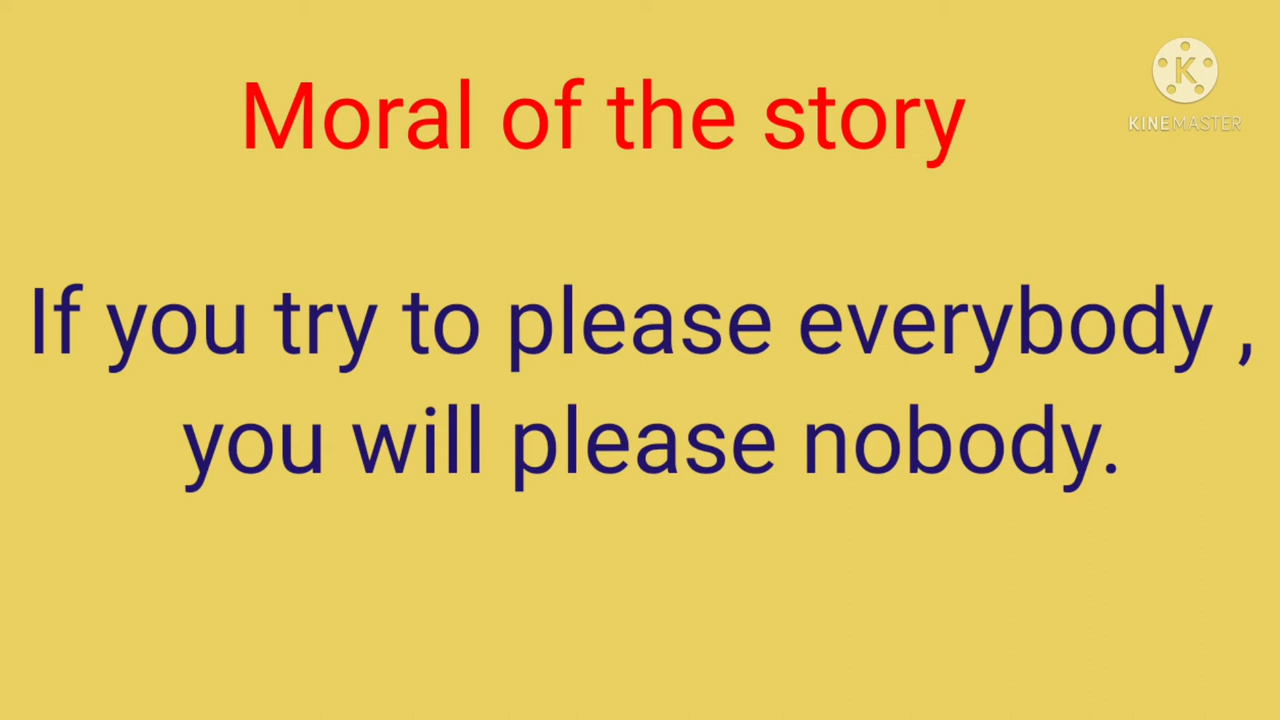 Moral of the story
K
KINEMASTER
If you try to please everybody ,
you will please nobody.